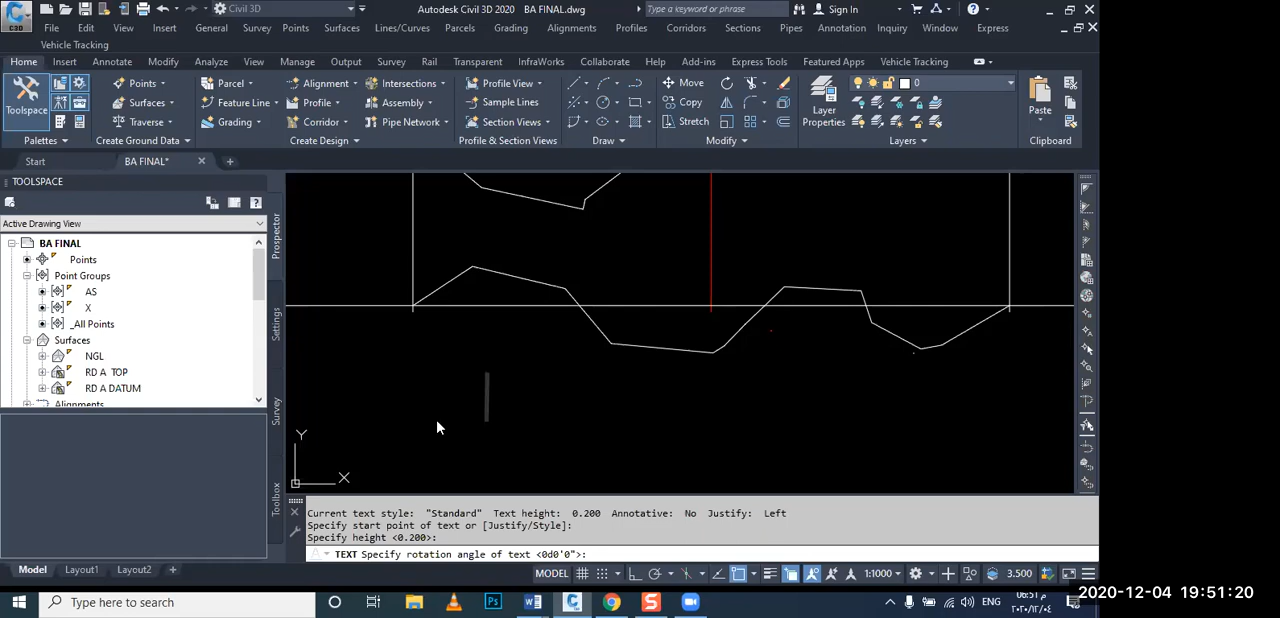 Civil 3D
Autodesk Civil 3D 2020 BA FINAL.dwg
Type a keyword or phrase
Sign In
File Edit View Insert General Survey Points Surfaces Lines/Curves Parcels Grading Alignments Profiles Corridors Sections Pipes Annotation Inquiry Window Express
Vehicle Tracking
Home Insert Annotate Modify Analyze View Manage Output Survey Rail Transparent InfraWorks Collaborate Help Add-ins Express Tools Featured Apps Vehicle Tracking
Toolspace
Points Parcel Alignment Intersections Profile View Move 0
Surfaces Feature Line Profile Assembly Sample Lines Copy
Traverse Grading Corridor Pipe Network Section Views Stretch
Layer Properties
Paste
Palettes Create Ground Data Create Design Profile & Section Views Draw Modify Layers Clipboard
Start BA FINAL*
TOOLSPACE
Active Drawing View
BA FINAL
Points
Point Groups
AS
X
_All Points
Surfaces
NGL
RD A TOP
RD A DATUM
Alignments
Prospector
Settings
Survey
Toolbox
Y
X
Current text style: "Standard" Text height: 0.200 Annotative: No Justify: Left
Specify start point of text or [Justify/Style]:
Specify height <0.200>:
TEXT Specify rotation angle of text <0d0'0">:
Model Layout1 Layout2
MODEL 1:1000 3.500
Type here to search
ENG
2020-12-04 19:51:20